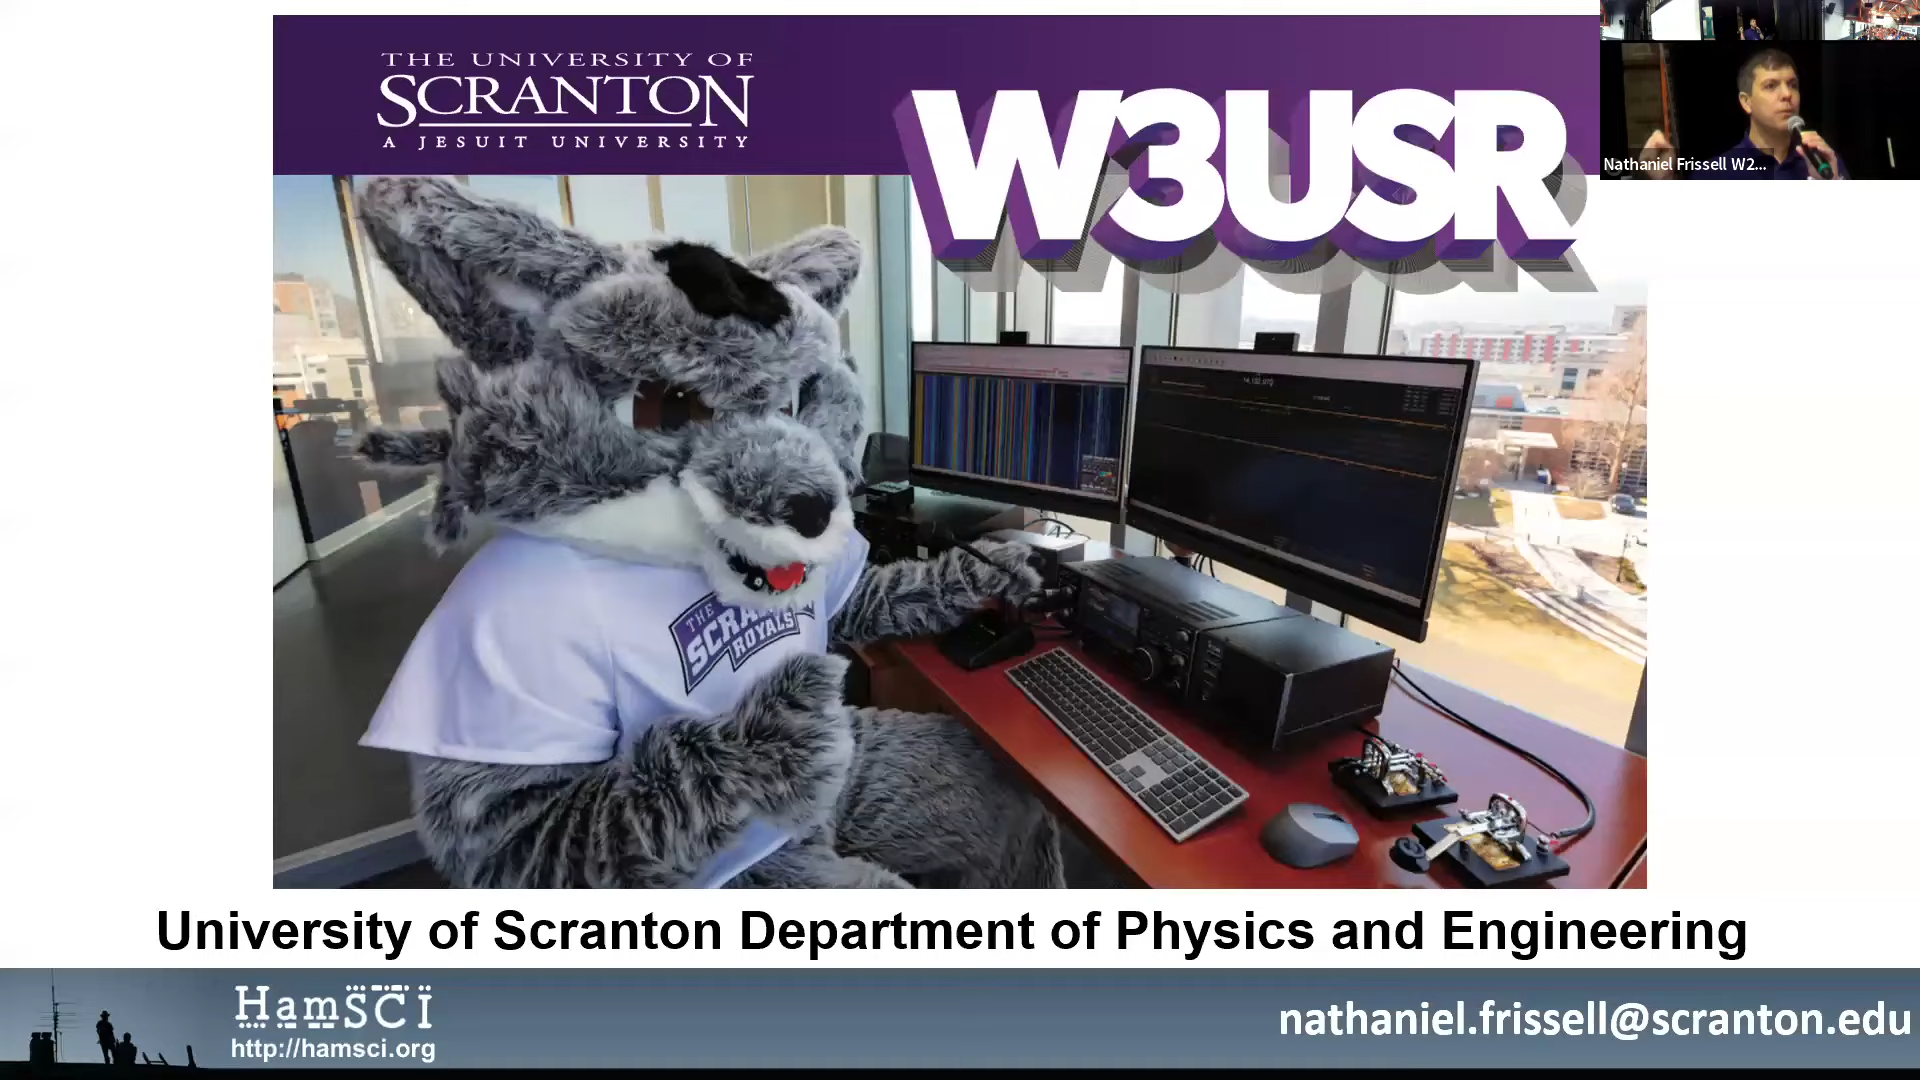 THE UNIVERSITY OF
SCRANTON
A JESUIT UNIVERSITY
W3USR
Nathaniel Frissell W2...
THE
SCRA
ROYALS
University of Scranton Department of Physics and Engineering
HamSCI
http://hamsci.org
nathaniel.frissell@scranton.edu